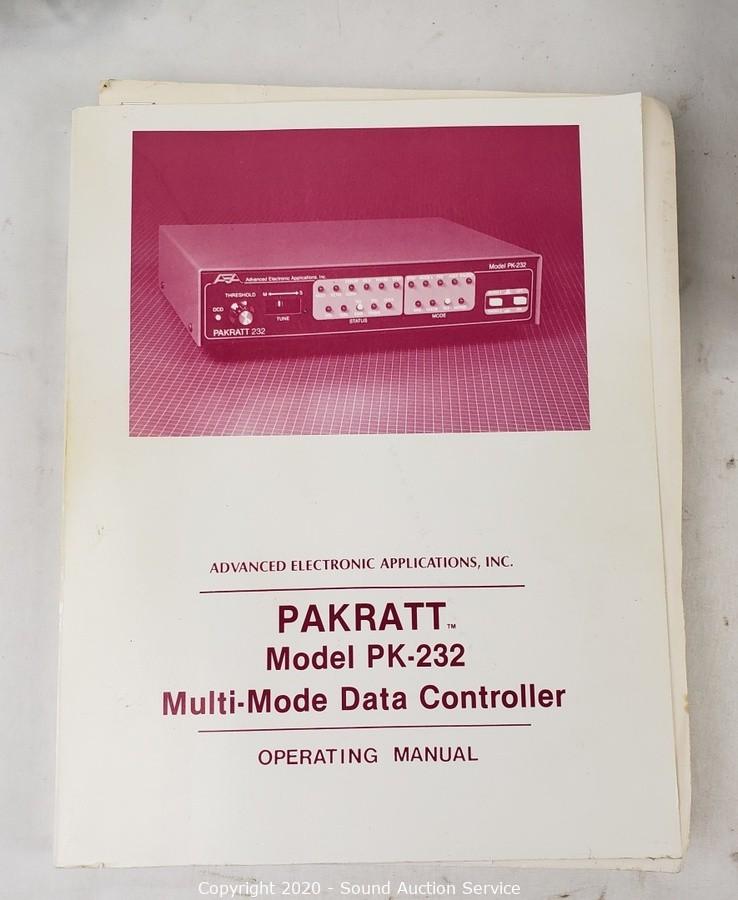 AEA Advanced Electronic Applications, Inc.
Model PK-232
THRESHOLD
M S
DCD
TUNE
STATUS
MODE
PAKRATT 232
ADVANCED ELECTRONIC APPLICATIONS, INC.
PAKRATT™
Model PK-232
Multi-Mode Data Controller
OPERATING MANUAL
Copyright 2020 - Sound Auction Service